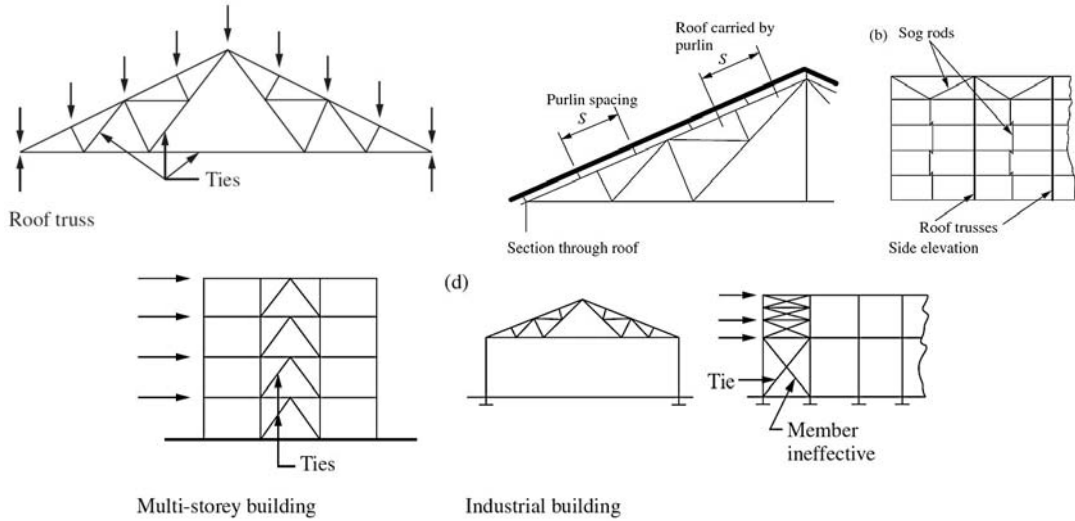 Ties
Roof truss
Roof carried by
purlin
S
Purlin spacing
S
Section through roof
(b)
Sog rods
Roof trusses
Side elevation
Ties
Multi-storey building
(d)
Tie
Member
ineffective
Industrial building